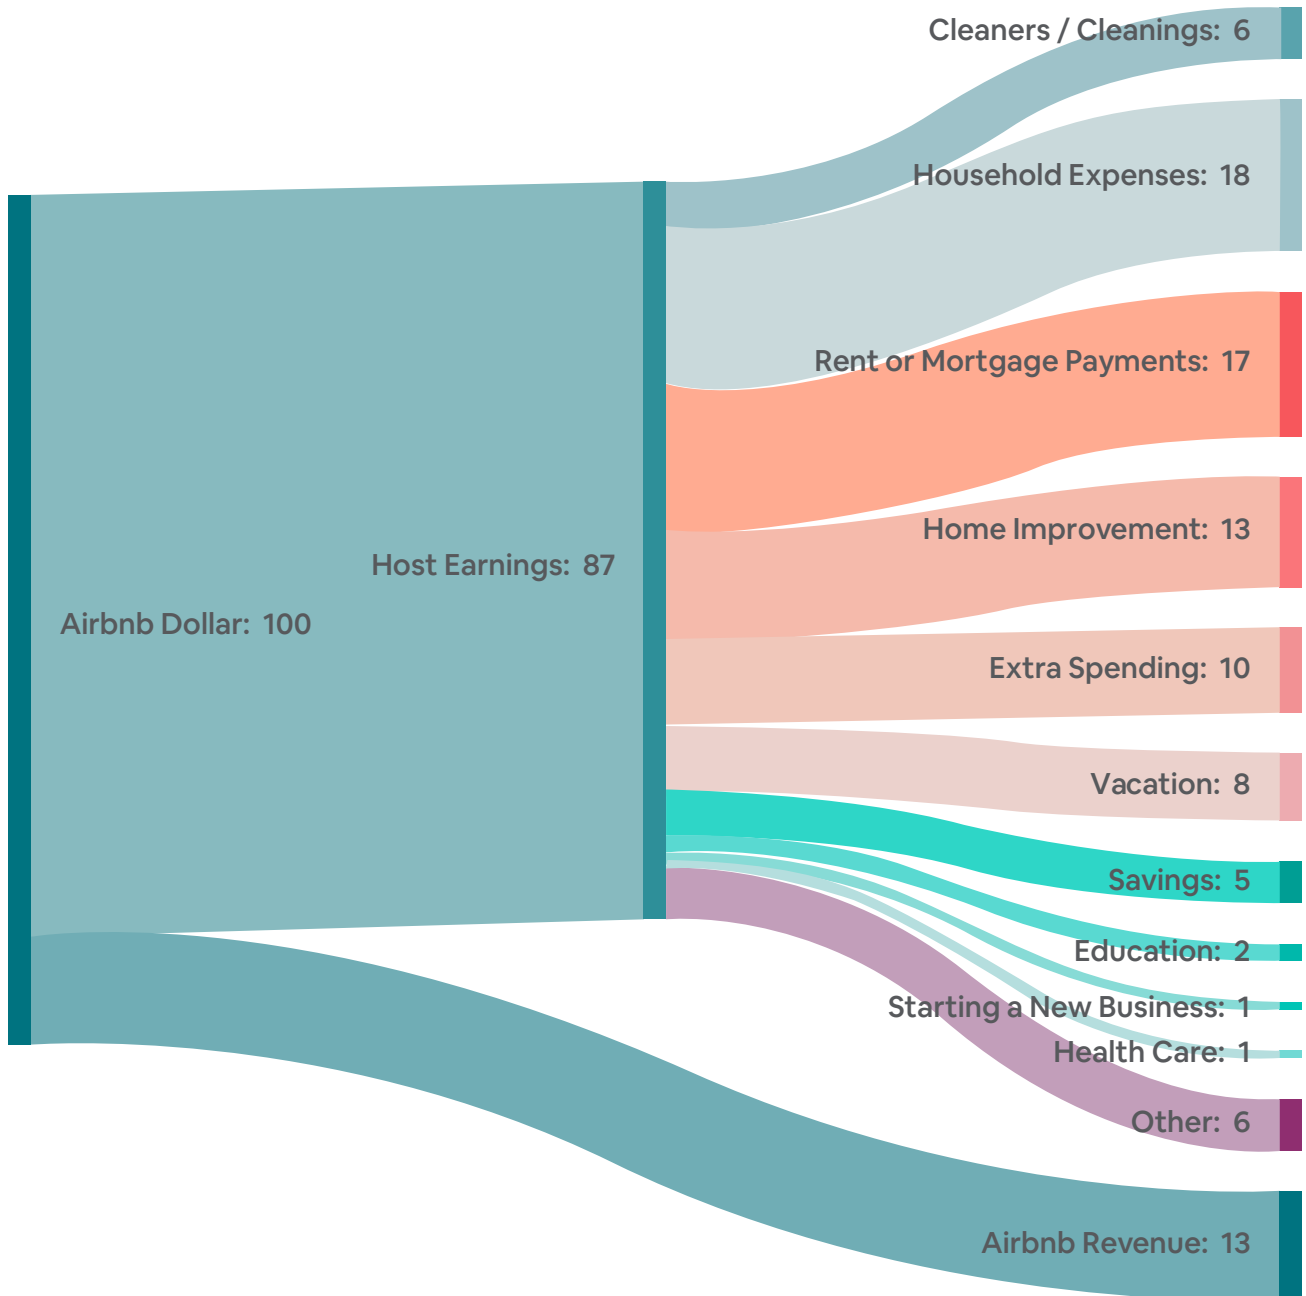 Cleaners / Cleanings: 6
Household Expenses: 18
Rent or Mortgage Payments: 17
Home Improvement: 13
Host Earnings: 87
Airbnb Dollar: 100
Extra Spending: 10
Vacation: 8
Savings: 5
Education: 2
Starting a New Business: 1
Health Care: 1
Other: 6
Airbnb Revenue: 13